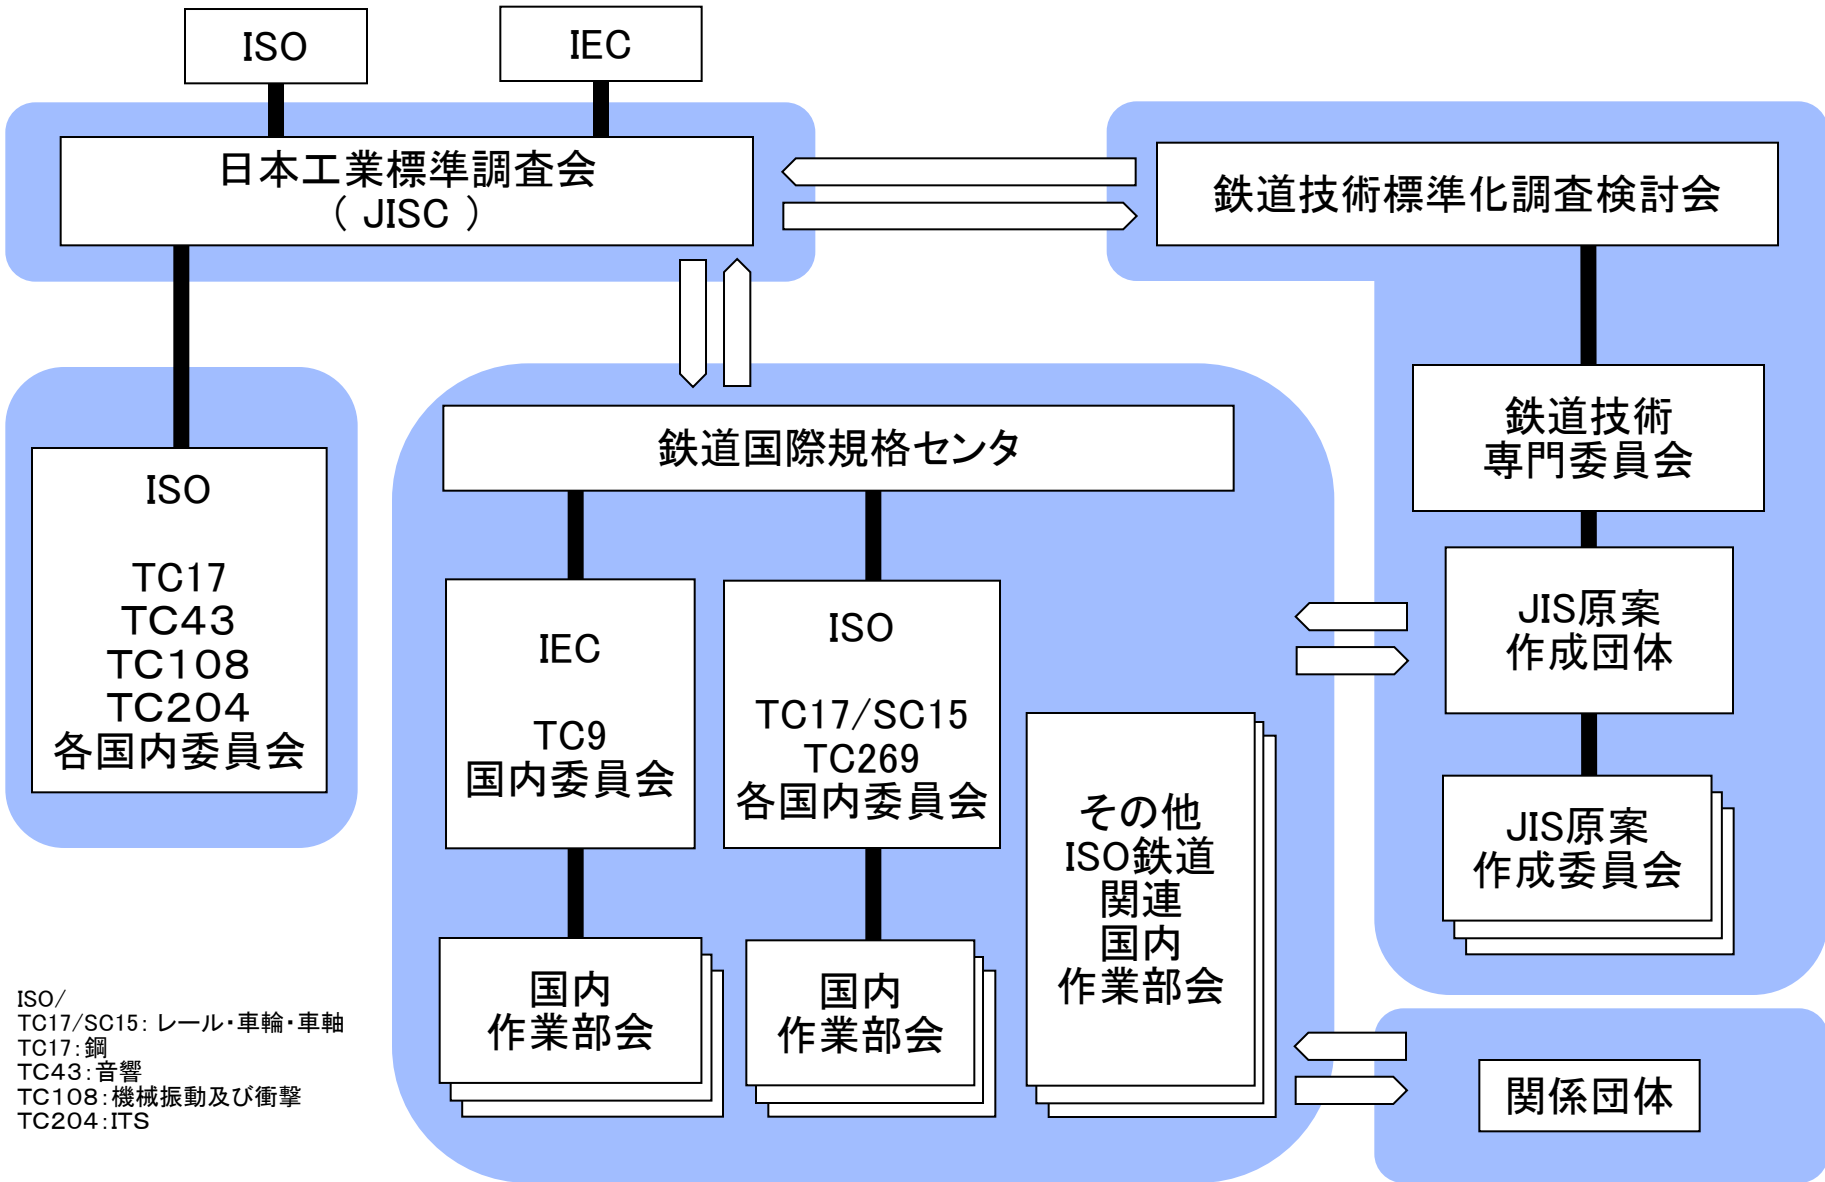 ISO
IEC
日本工業標準調査会
（ JISC ）
鉄道技術標準化調査検討会
ISO
TC17
TC43
TC108
TC204
各国内委員会
鉄道国際規格センタ
IEC
TC9
国内委員会
ISO
TC17/SC15
TC269
各国内委員会
国内
作業部会
国内
作業部会
その他
ISO鉄道
関連
国内
作業部会
鉄道技術
専門委員会
JIS原案
作成団体
JIS原案
作成委員会
関係団体
ISO/
TC17/SC15：レール・車輪・車軸
TC17：鋼
TC43：音響
TC108：機械振動及び衝撃
TC204：ITS